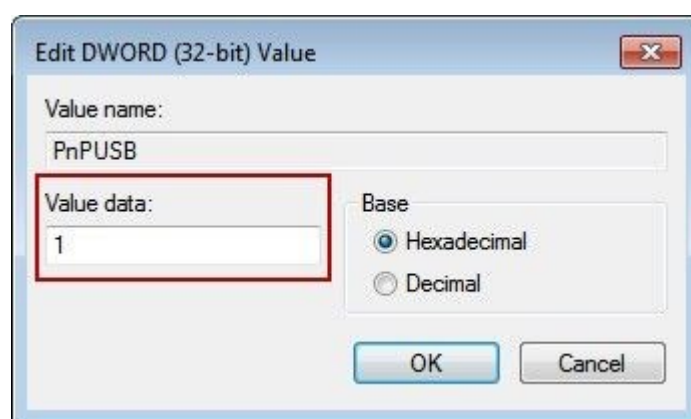 Edit DWORD (32-bit) Value
Value name:
PnPUSB
Value data:
1
Base
Hexadecimal
Decimal
OK
Cancel